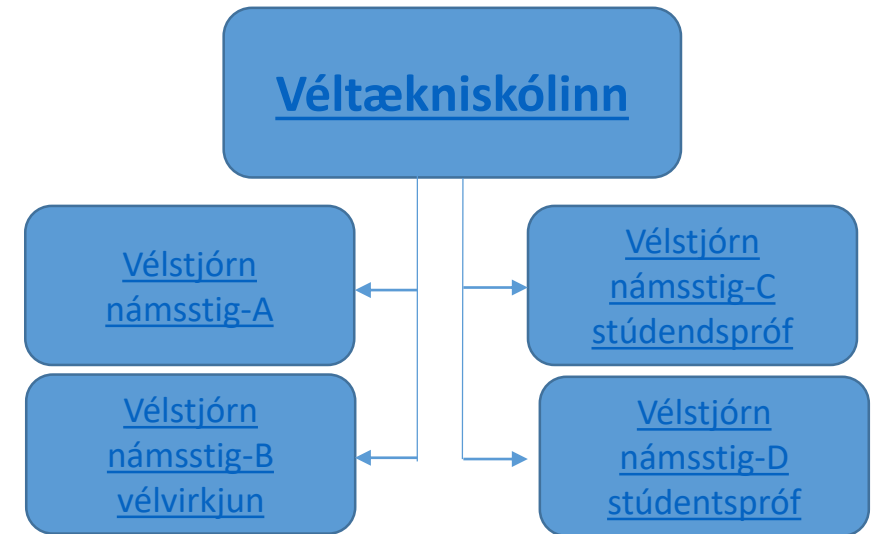 Véltækniskólinn
Vélstjórn
námsstig-A
Vélstjórn
námsstig-B
vélvirkjun
Vélstjórn
námsstig-C
stúdendspróf
Vélstjórn
námsstig-D
stúdentspróf